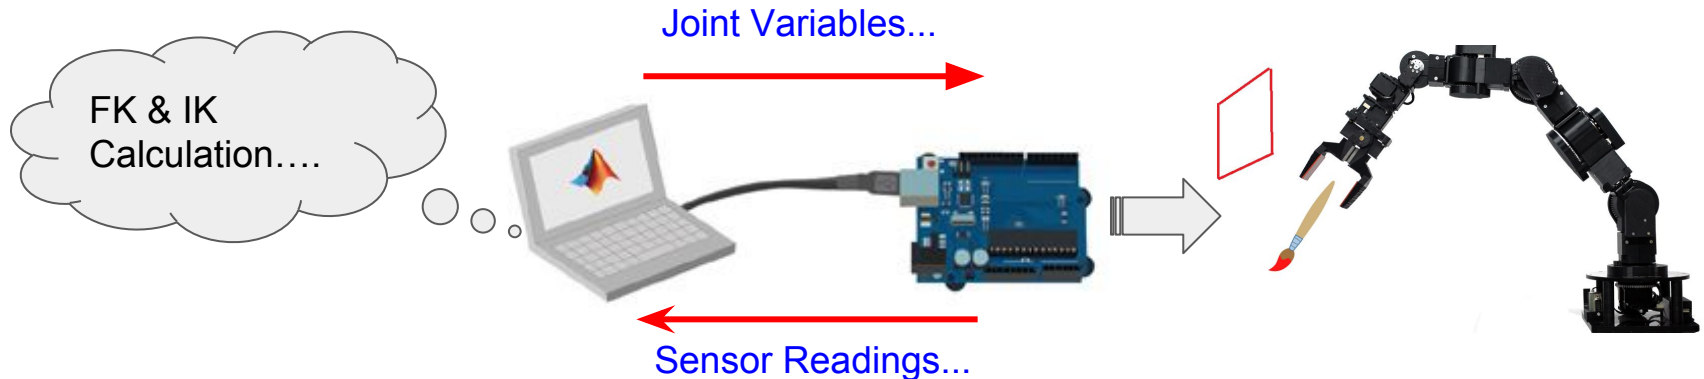 Joint Variables...
FK & IK
Calculation….
Sensor Readings...